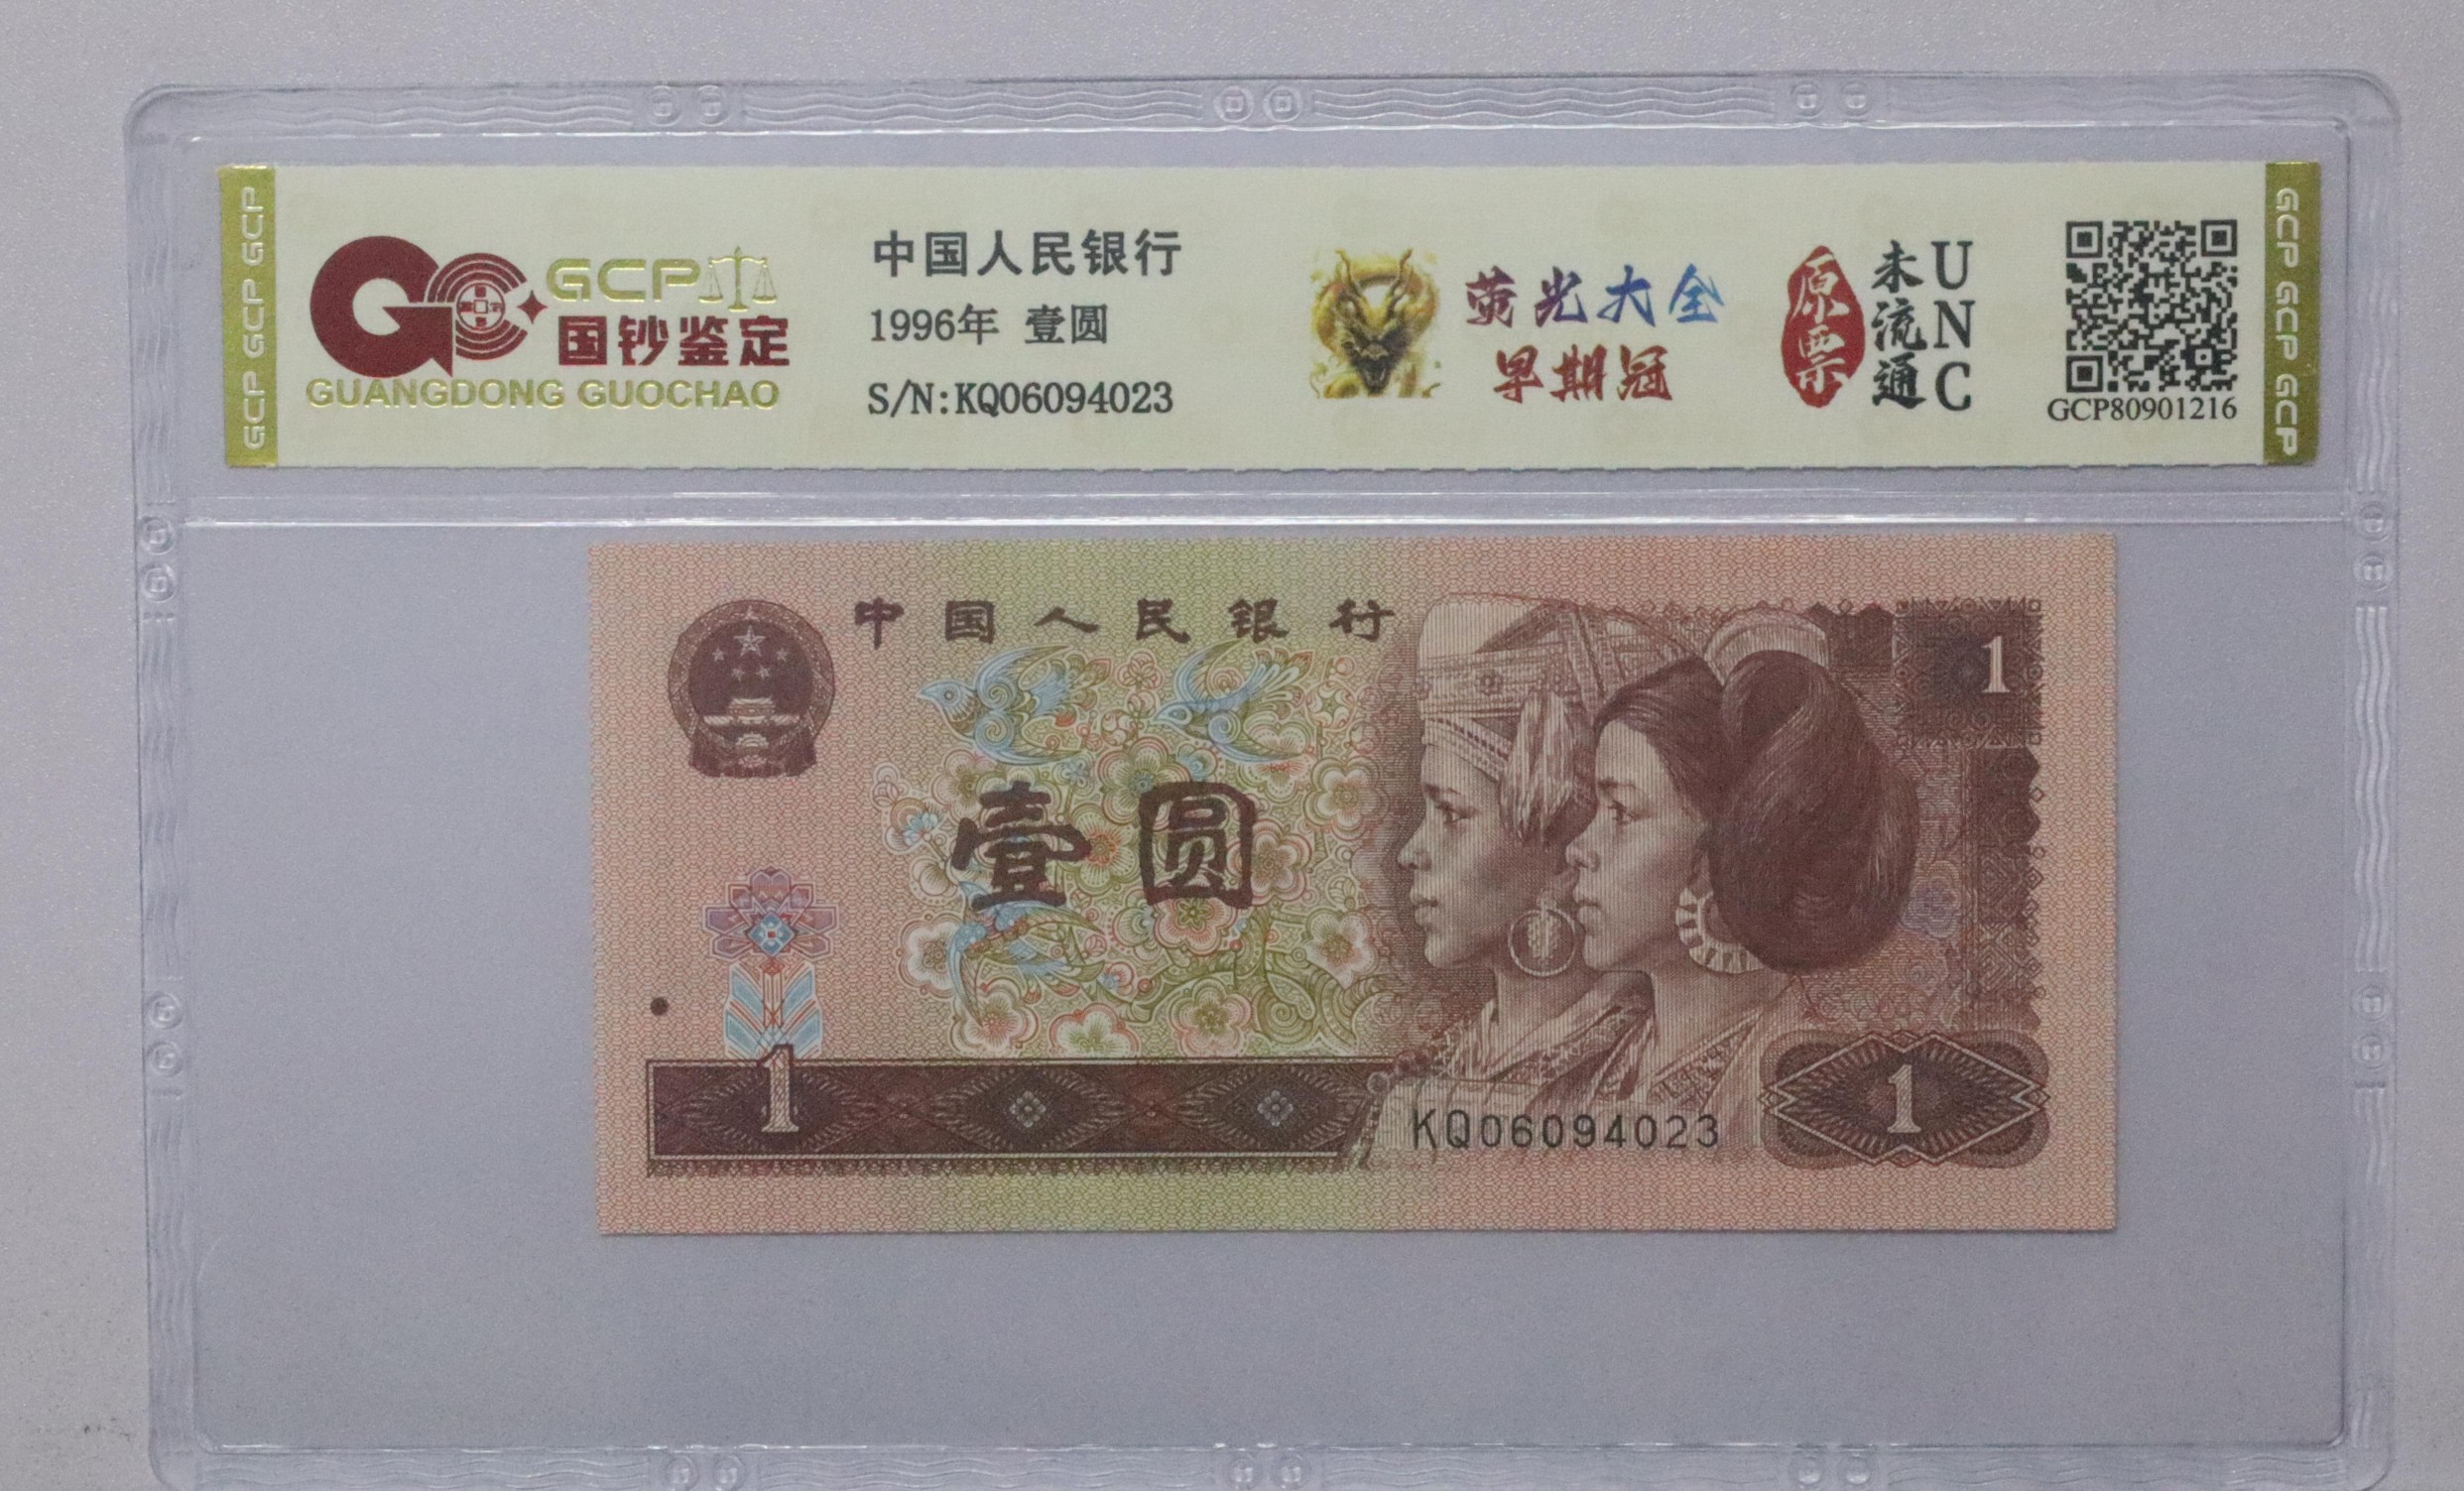 GCP GCP GCP
GCP
国钞鉴定
GUANGDONG GUOCHAO
中国人民银行
1996年 壹圆
S/N:KQ06094023
荧光大全
早期冠
原票
未流通
UNC
GCP80901216
GCP GCP GCP
中国人民银行
1
壹圆
1
KQ06094023
1